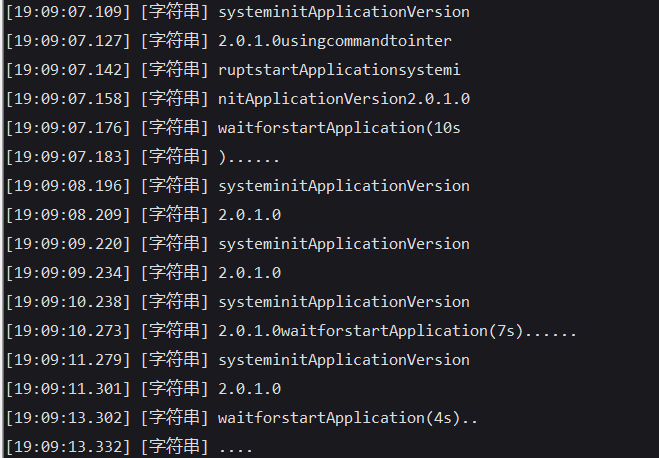 [19:09:07.109] [字符串] systeminitApplicationVersion
[19:09:07.127] [字符串] 2.0.1.0usingcommandtointer
[19:09:07.142] [字符串] ruptstartApplicationsystemi
[19:09:07.158] [字符串] nitApplicationVersion2.0.1.0
[19:09:07.176] [字符串] waitforstartApplication(10s
[19:09:07.183] [字符串] )......
[19:09:08.196] [字符串] systeminitApplicationVersion
[19:09:08.209] [字符串] 2.0.1.0
[19:09:09.220] [字符串] systeminitApplicationVersion
[19:09:09.234] [字符串] 2.0.1.0
[19:09:10.238] [字符串] systeminitApplicationVersion
[19:09:10.273] [字符串] 2.0.1.0waitforstartApplication(7s)......
[19:09:11.279] [字符串] systeminitApplicationVersion
[19:09:11.301] [字符串] 2.0.1.0
[19:09:13.302] [字符串] waitforstartApplication(4s)..
[19:09:13.332] [字符串] ....